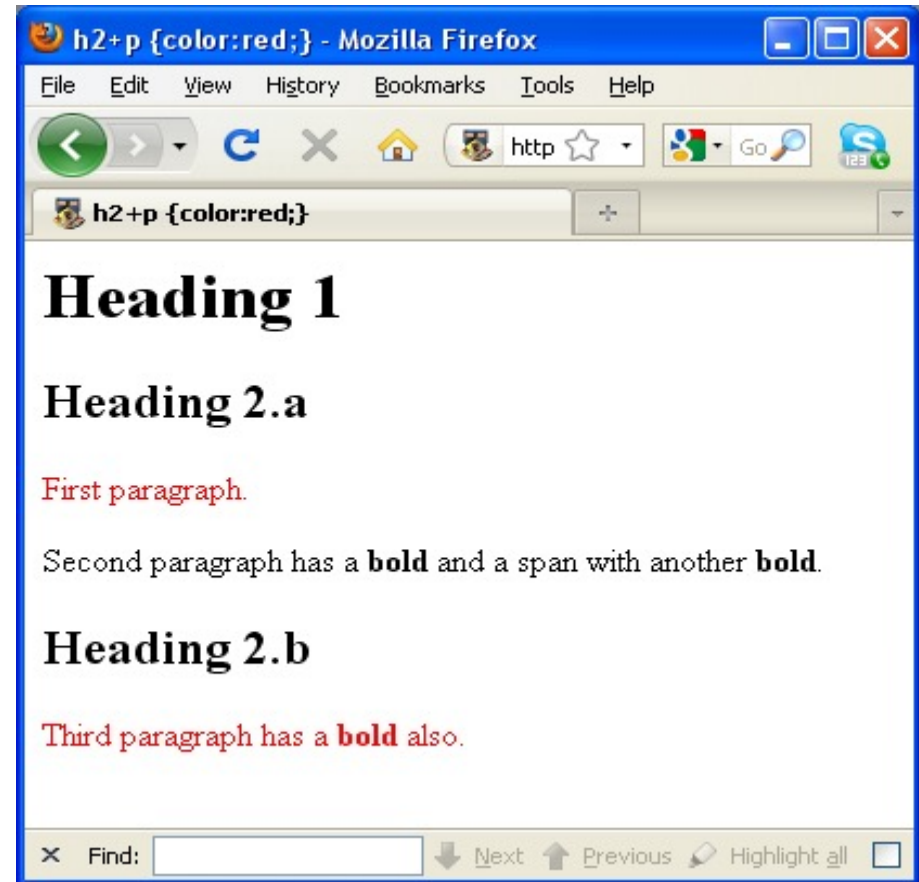 h2+p {color:red;} - Mozilla Firefox
File Edit View History Bookmarks Tools Help
http Go 123
h2+p {color:red;}
Heading 1
Heading 2.a
First paragraph.
Second paragraph has a bold and a span with another bold.
Heading 2.b
Third paragraph has a bold also.
Find: Next Previous Highlight all